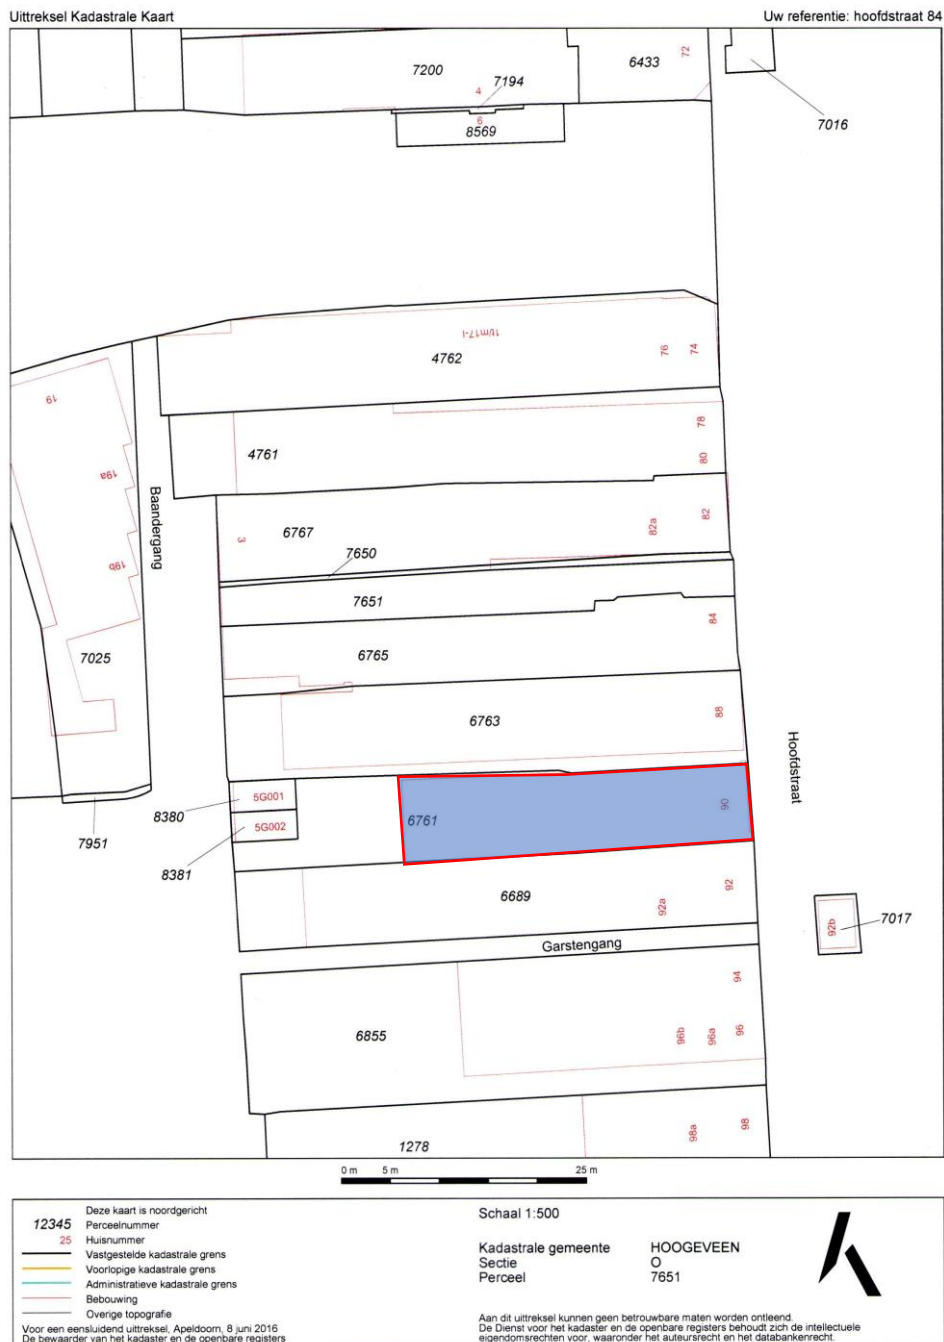 Uittreksel Kadastrale Kaart
Uw referentie: hoofdstraat 84
7200
7194
4
6
8569
6433
72
7016
1t/m17-I
4762
76
74
19
19a
19b
Baandergang
4761
78
80
6767
3
82a
82
7650
7651
84
7025
6765
6763
88
Hoofdstraat
8380
5G001
6761
90
7951
8381
5G002
6689
92a
92
92b
7017
Garstengang
94
6855
96b
96a
96
1278
98a
98
0 m 5 m 25 m
Deze kaart is noordgericht
12345 Perceelnummer
25 Huisnummer
Vastgestelde kadastrale grens
Voorlopige kadastrale grens
Administratieve kadastrale grens
Bebouwing
Overige topografie
Voor een eensluidend uittreksel, Apeldoorn, 8 juni 2016
De bewaarder van het kadaster en de openbare registers
Schaal 1:500
Kadastrale gemeente HOOGEVEEN
Sectie O
Perceel 7651
Aan dit uittreksel kunnen geen betrouwbare maten worden ontleend.
De Dienst voor het kadaster en de openbare registers behoudt zich de intellectuele
eigendomsrechten voor, waaronder het auteursrecht en het databankenrecht.